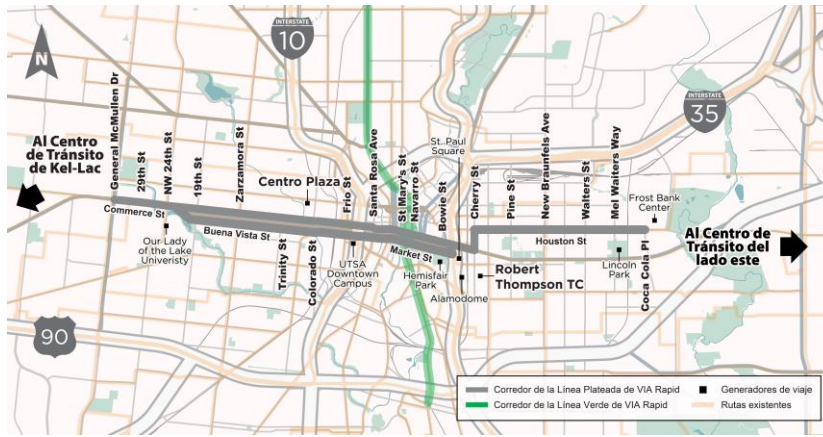 INTERSTATE
10
N
INTERSTATE
35
Al Centro
de Tránsito
de Kel-Lac
General McMullen Dr
29th St
NW 24th St
19th St
Zarzamora St
Centro Plaza
Frio St
Santa Rosa Ave
St Mary's St
Navarro St
Bowie St
St. Paul
Square
Cherry St
Pine St
New Braunfels Ave
Walters St
Mel Waiters Way
Frost Bank
Center
Commerce St
Buena Vista St
Our Lady
of the Lake
Univeristy
Trinity St
Colorado St
UTSA
Downtown
Campus
Market St
Hemisfair
Park
Alamodome
Robert
Thompson TC
Houston St
Lincoln
Park
Coca Cola Pl
Al Centro de
Tránsito del
lado este
90
Corredor de la Línea Plateada de VIA Rapid
Generadores de viaje
Corredor de la Línea Verde de VIA Rapid
Rutas existentes